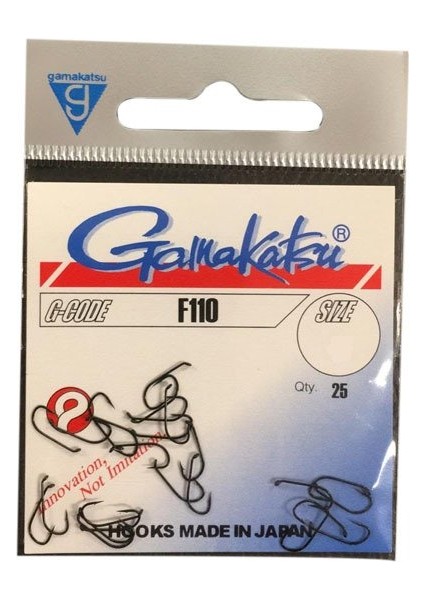 gamakatsu
Gamakatsu®
G-CODE F110 SIZE
Qty. 25
Innovation,
Not Imitation.
HOOKS MADE IN JAPAN